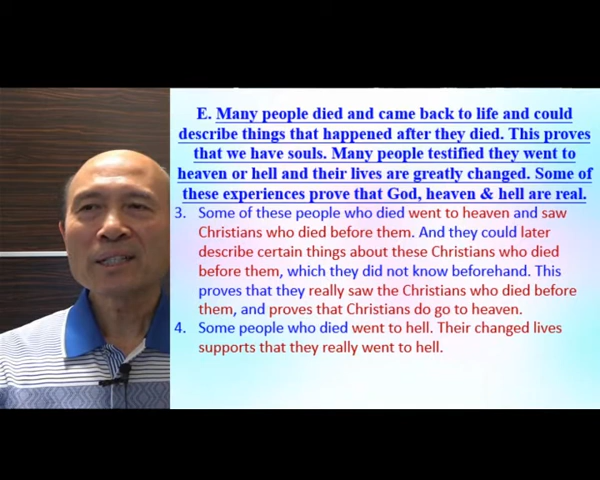 E. Many people died and came back to life and could
describe things that happened after they died. This proves
that we have souls. Many people testified they went to
heaven or hell and their lives are greatly changed. Some of
these experiences prove that God, heaven & hell are real.
3. Some of these people who died went to heaven and saw
Christians who died before them. And they could later
describe certain things about these Christians who died
before them, which they did not know beforehand. This
proves that they really saw the Christians who died before
them, and proves that Christians do go to heaven.
4. Some people who died went to hell. Their changed lives
supports that they really went to hell.